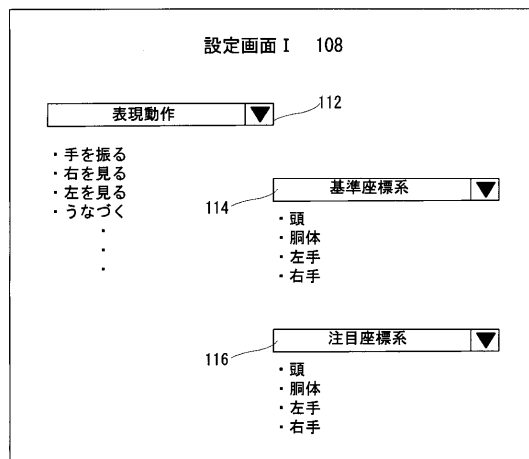 設定画面Ⅰ 108
表現動作 ▼
112
・手を振る
・右を見る
・左を見る
・うなづく
・
・
・
114
基準座標系 ▼
・頭
・胴体
・左手
・右手
116
注目座標系 ▼
・頭
・胴体
・左手
・右手